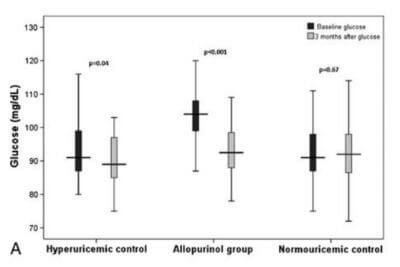 130
120
110
100
90
80
70
Glucose (mg/dL)
Baseline glucose
3 months after glucose
p=0.04
p<0.001
p=0.67
A
Hyperuricemic control
Allopurinol group
Normouricemic control